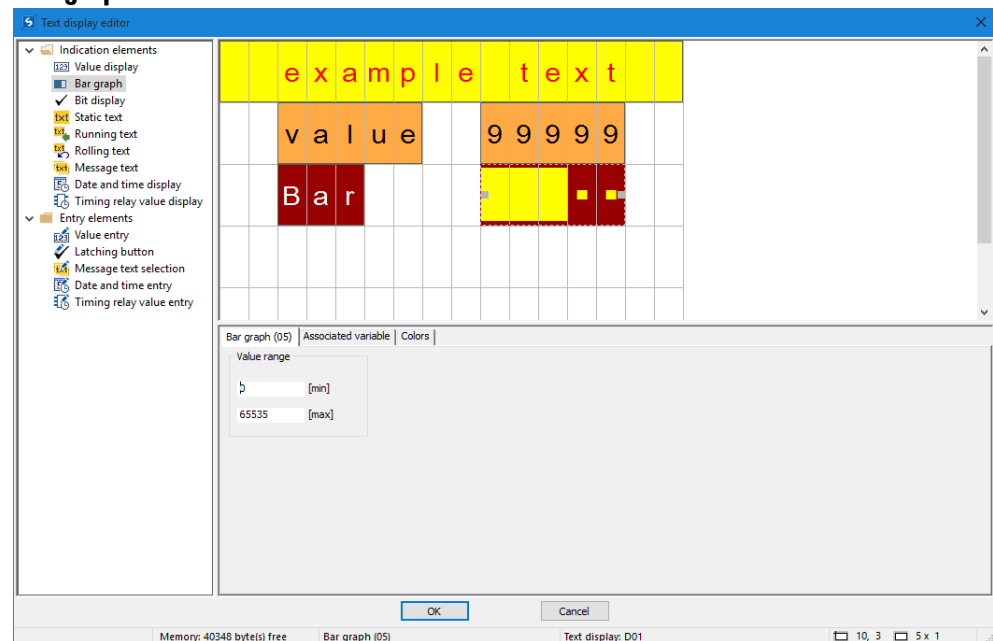 Text display editor
Indication elements
Value display
Bar graph
Bit display
Static text
Running text
Rolling text
Message text
Date and time display
Timing relay value display
Entry elements
Value entry
Latching button
Message text selection
Date and time entry
Timing relay value entry
example text
value 99999
Bar
Bar graph (05) Associated variable Colors
Value range
0 [min]
65535 [max]
OK Cancel
Memory: 40348 byte(s) free Bar graph (05) Text display: D01 10, 3 5 x 1